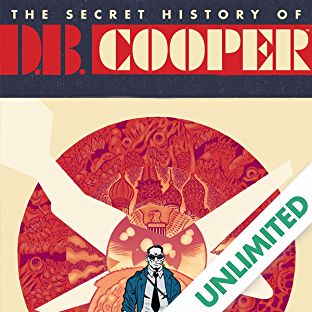 THE SECRET HISTORY OF
D.B. COOPER
UNLIMITED